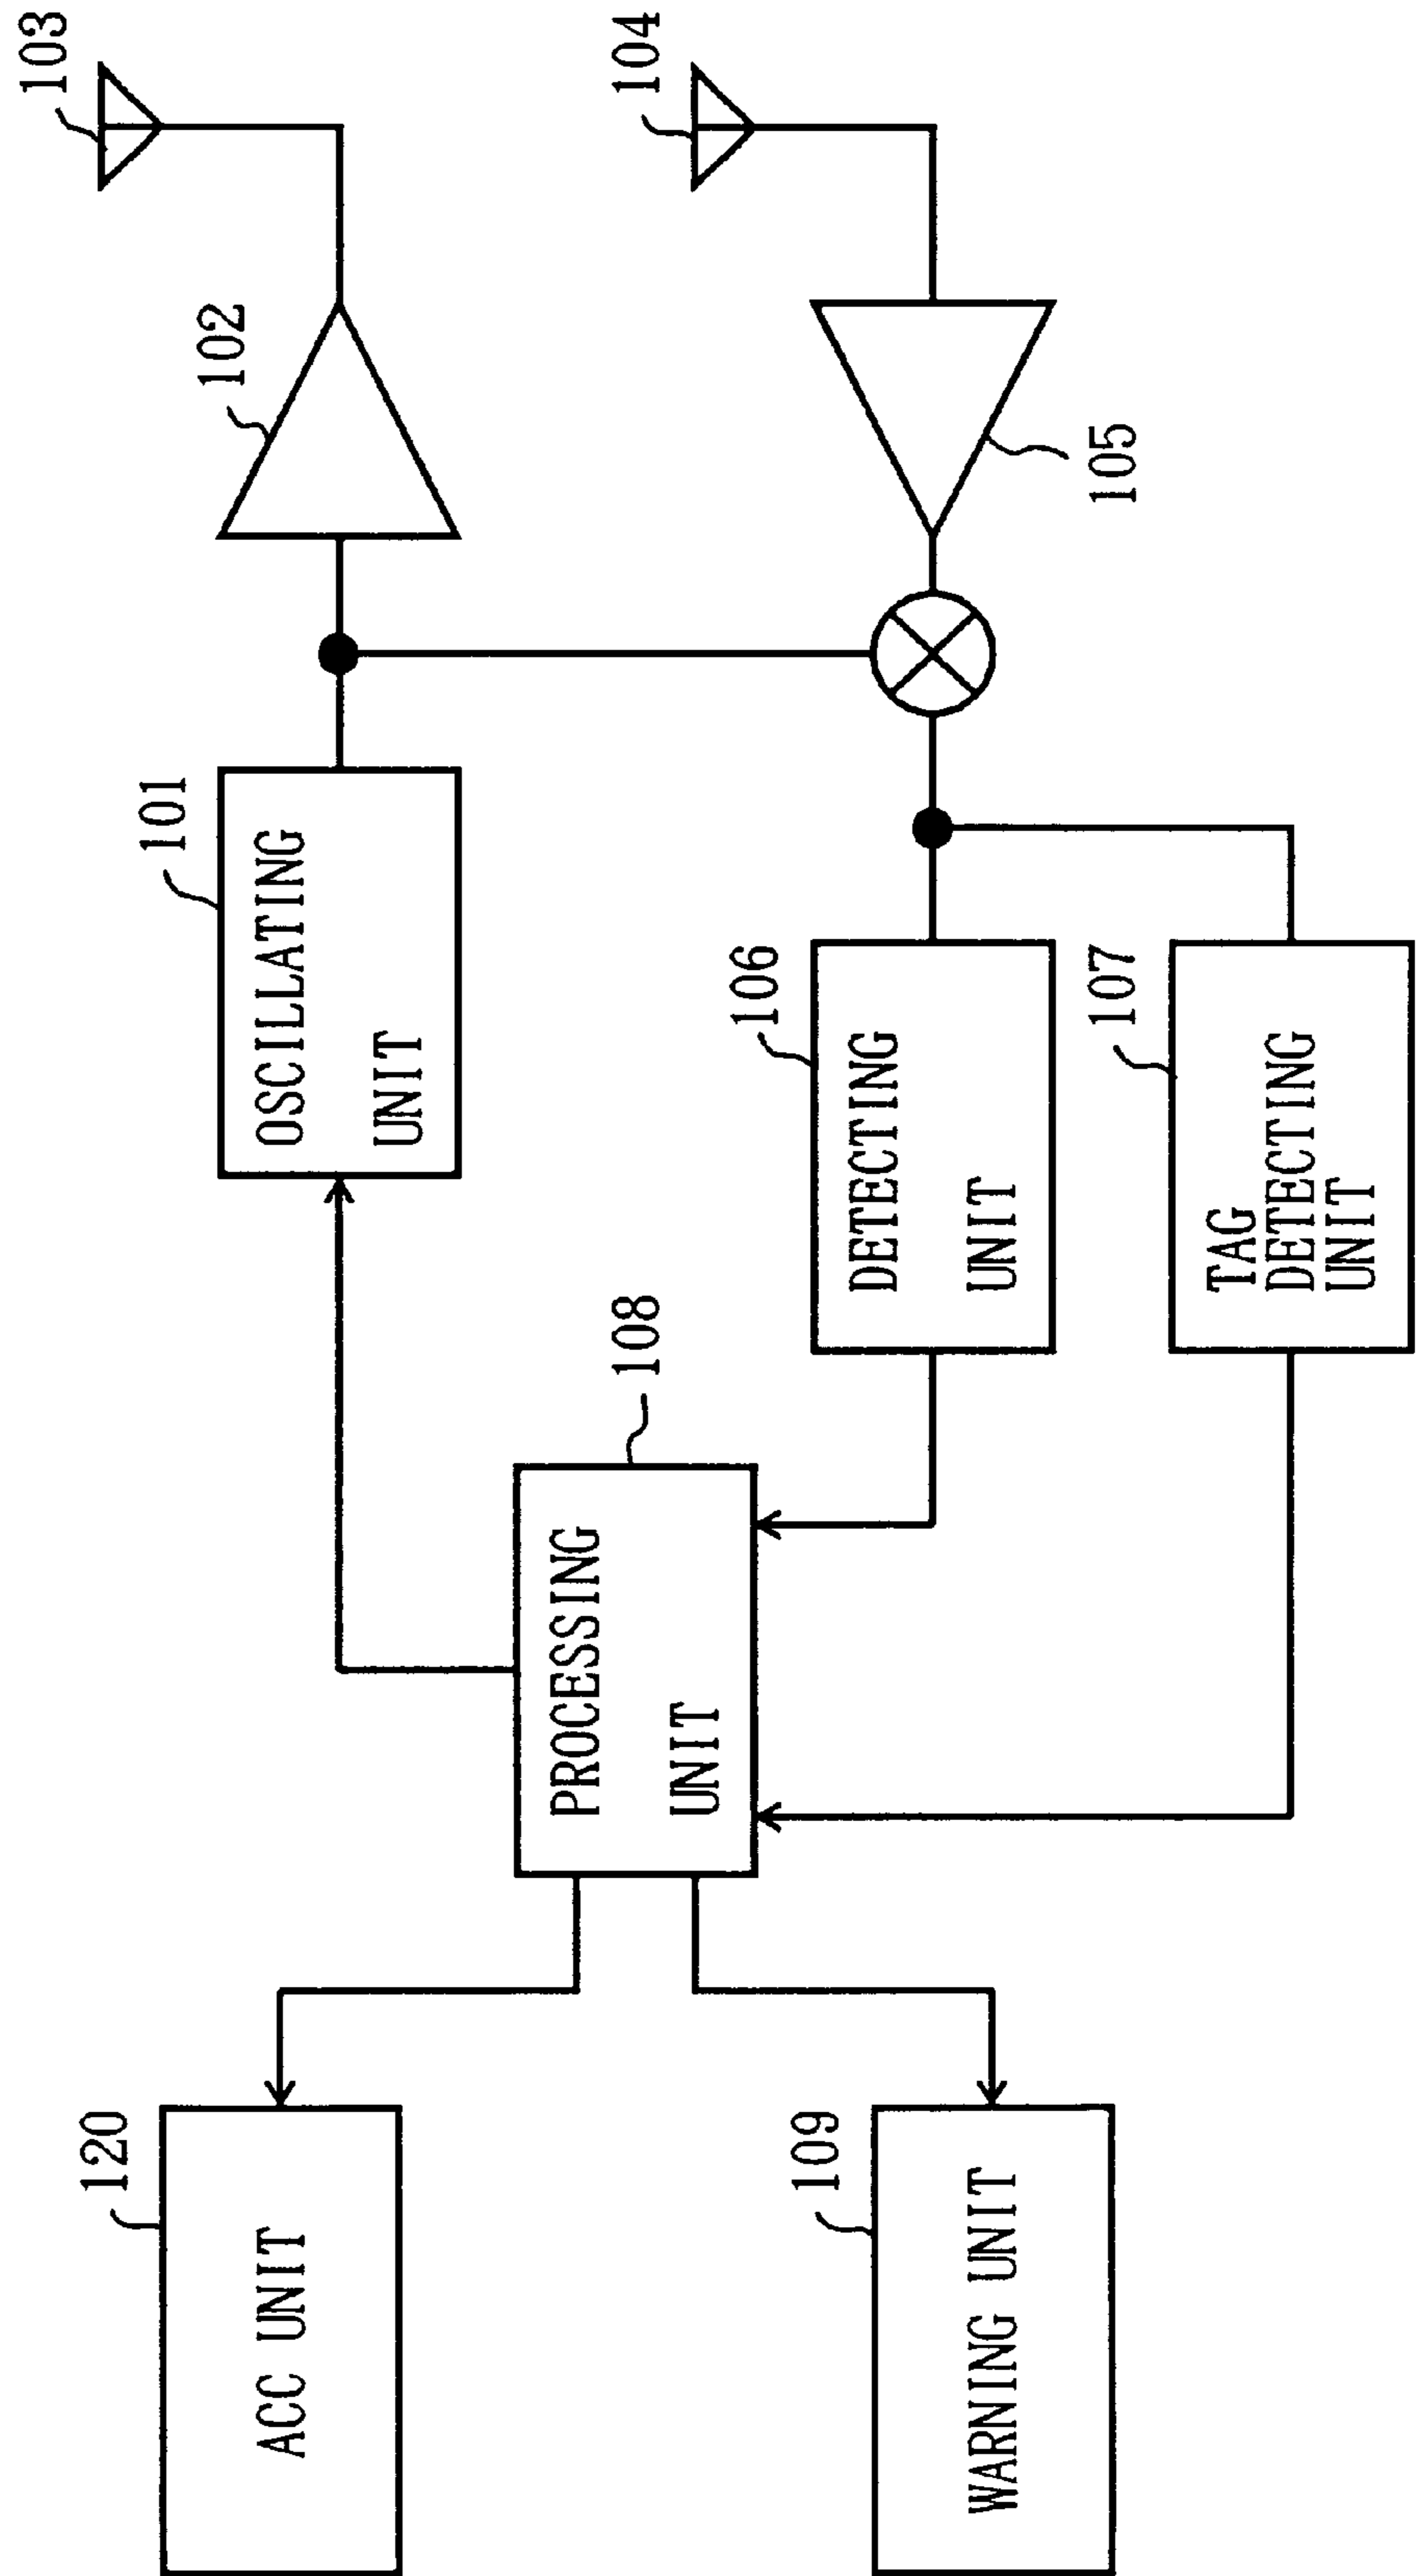 120
ACC UNIT
109
WARNING UNIT
108
PROCESSING
UNIT
101
OSCILLATING
UNIT
106
DETECTING
UNIT
107
TAG
DETECTING
UNIT
102
103
104
105